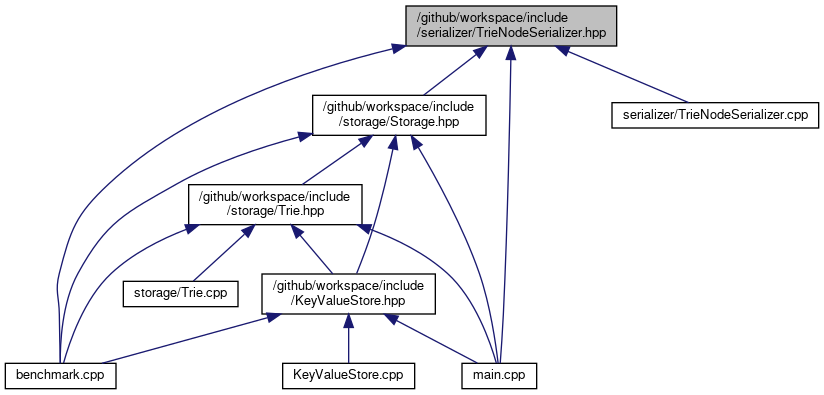 /github/workspace/include
/serializer/TrieNodeSerializer.hpp
/github/workspace/include
/storage/Storage.hpp
serializer/TrieNodeSerializer.cpp
/github/workspace/include
/storage/Trie.hpp
storage/Trie.cpp
/github/workspace/include
/KeyValueStore.hpp
benchmark.cpp
KeyValueStore.cpp
main.cpp